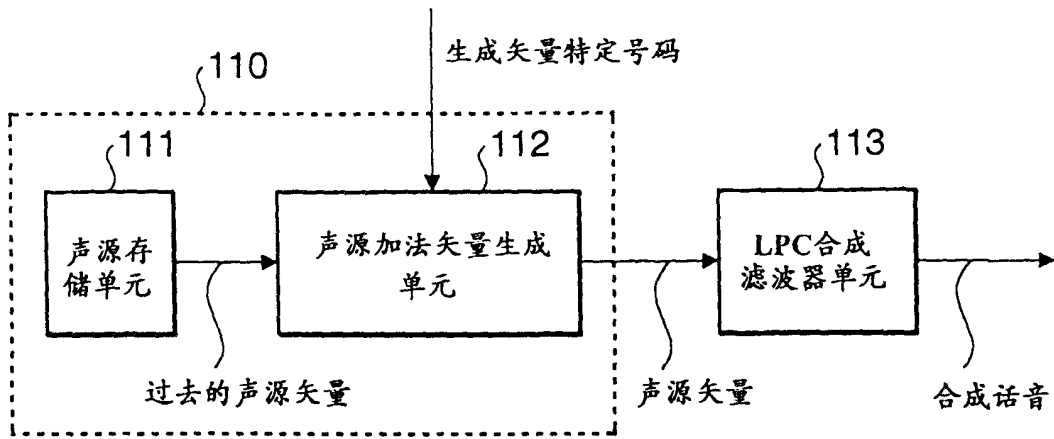 生成矢量特定号码
110
111
112
113
声源存
储单元
声源加法矢量生成
单元
LPC合成
滤波器单元
过去的声源矢量
声源矢量
合成话音